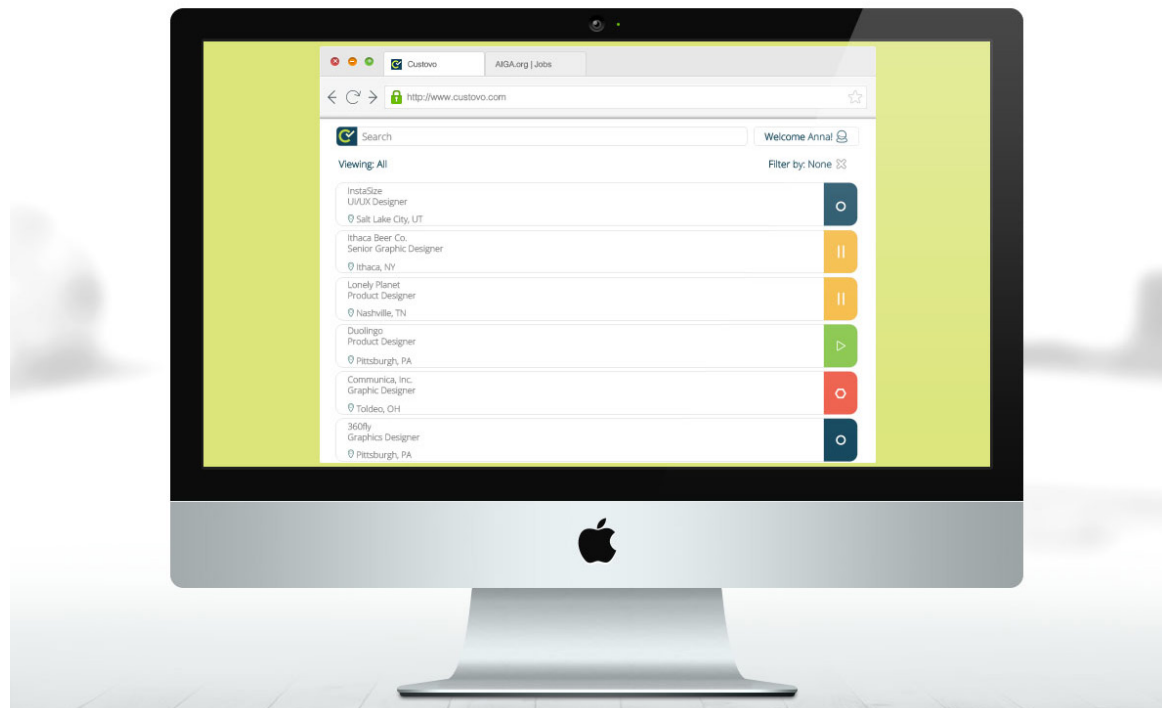 Custovo
AIGA.org | Jobs
http://www.custovo.com
Search
Welcome Anna!
Viewing: All
Filter by: None
InstaSize
UI/UX Designer
Salt Lake City, UT
Ithaca Beer Co.
Senior Graphic Designer
Ithaca, NY
Lonely Planet
Product Designer
Nashville, TN
Duolingo
Product Designer
Pittsburgh, PA
Communica, Inc.
Graphic Designer
Toldeo, OH
360fly
Graphics Designer
Pittsburgh, PA